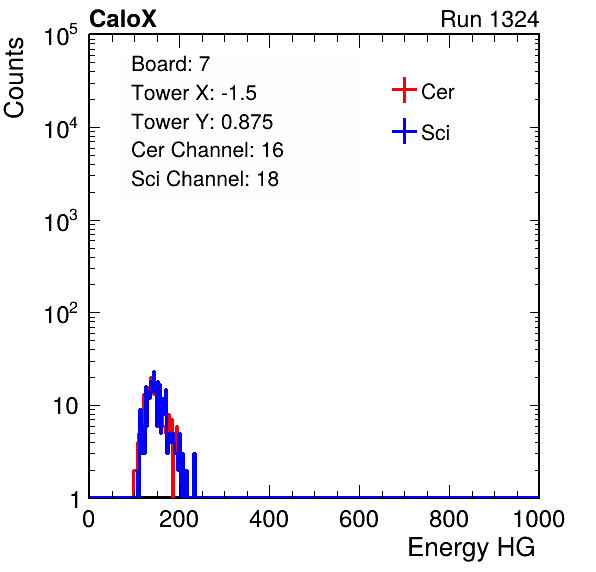 CaloX Run 1324
Counts
Board: 7
Tower X: -1.5
Tower Y: 0.875
Cer Channel: 16
Sci Channel: 18
Cer
Sci
10^5
10^4
10^3
10^2
10
1
0 200 400 600 800 1000
Energy HG